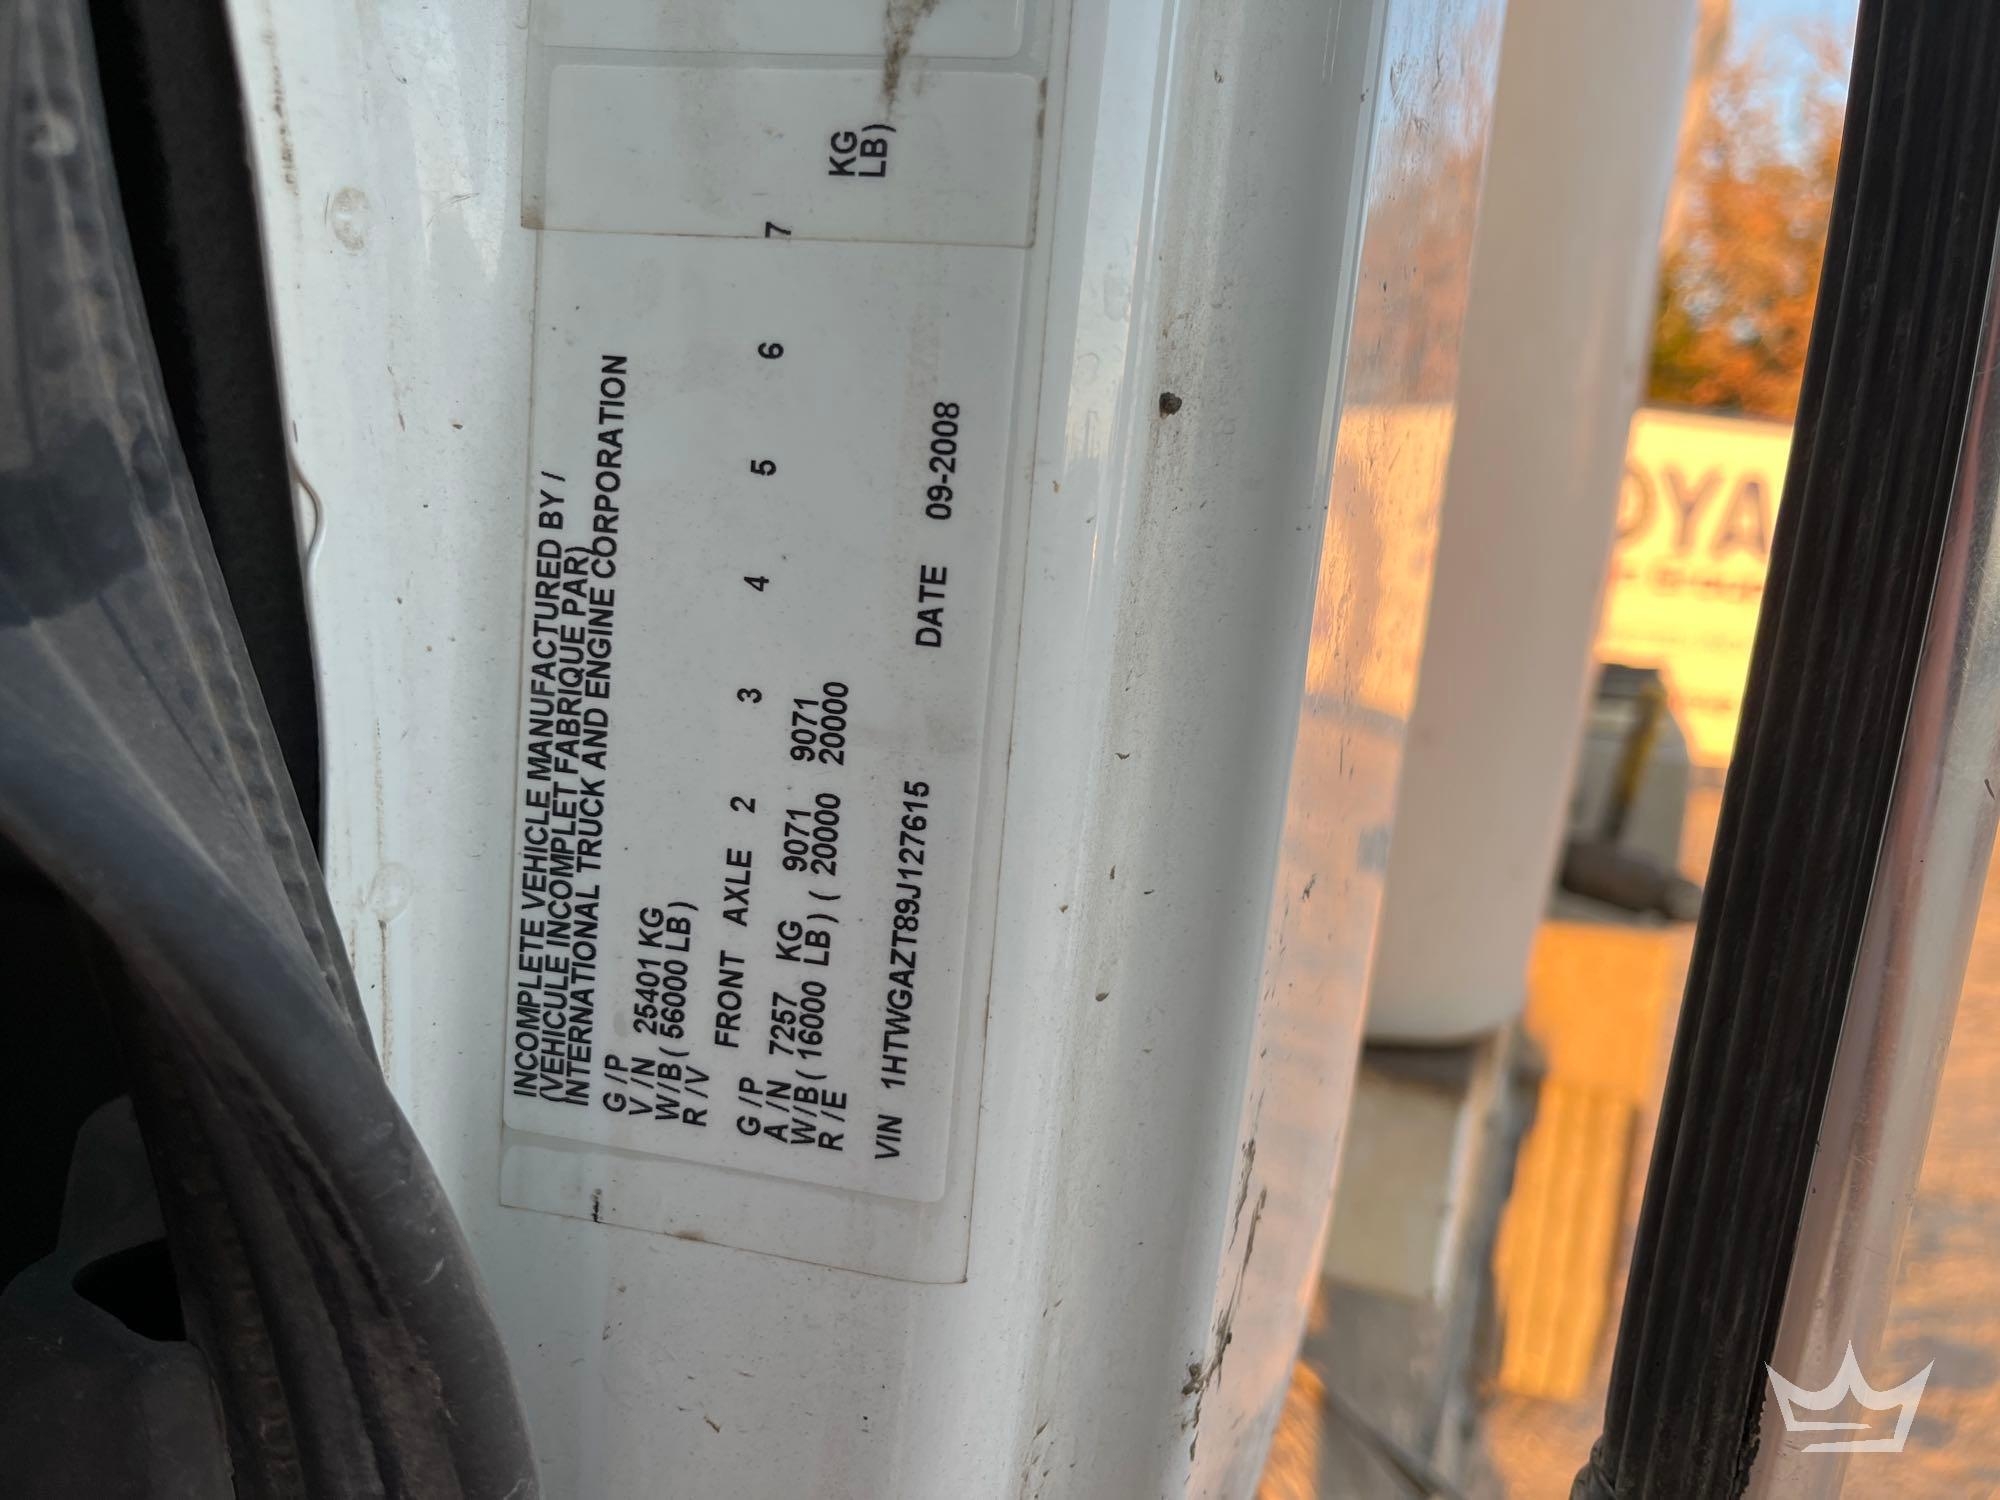 INCOMPLETE VEHICLE MANUFACTURED BY /
(VEHICULE INCOMPLET FABRIQUE PAR)
INTERNATIONAL TRUCK AND ENGINE CORPORATION
G /P
V / N 25401 KG
W/B ( 56000 LB )
R / V
FRONT AXLE 2 3 4 5 6 7
G /P
A / N 7257 KG 9071 9071 KG
W/B ( 16000 LB ) ( 20000 20000 LB )
R / E
VIN 1HTWGAZT89J127615 DATE 09-2008
OYA